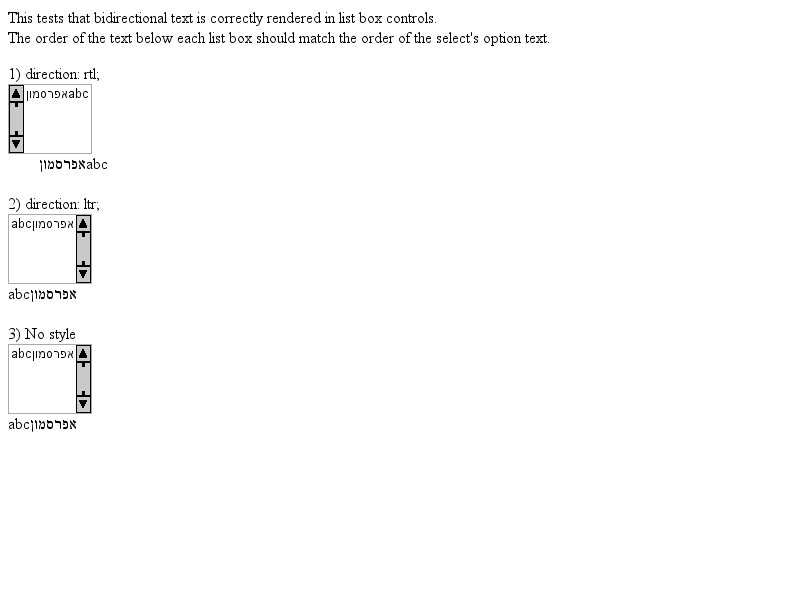 This tests that bidirectional text is correctly rendered in list box controls.
The order of the text below each list box should match the order of the select's option text.
1) direction: rtl;
abcאפרסמון
abcאפרסמון
2) direction: ltr;
abcאפרסמון
abcאפרסמון
3) No style
abcאפרסמון
abcאפרסמון